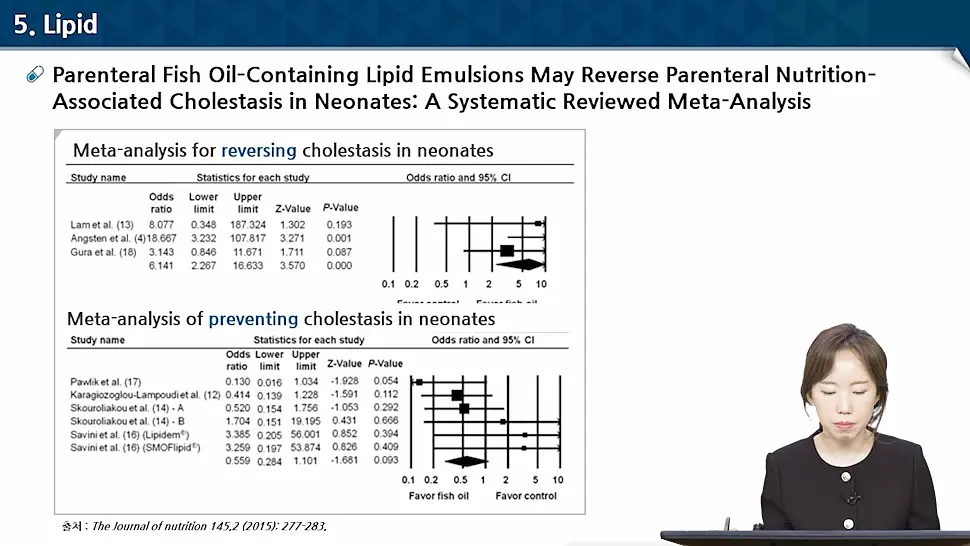 5. Lipid
Parenteral Fish Oil-Containing Lipid Emulsions May Reverse Parenteral Nutrition-
Associated Cholestasis in Neonates: A Systematic Reviewed Meta-Analysis
Meta-analysis for reversing cholestasis in neonates
Study name Statistics for each study Odds ratio and 95% CI
Odds ratio Lower limit Upper limit Z-Value P-Value
Lam et al. (13) 8.077 0.348 187.324 1.302 0.193
Angsten et al. (4) 18.667 3.232 107.817 3.271 0.001
Gura et al. (18) 3.143 0.846 11.671 1.711 0.087
6.141 2.267 16.633 3.570 0.000
0.1 0.2 0.5 1 2 5 10
Favor control Favor fish oil
Meta-analysis of preventing cholestasis in neonates
Study name Statistics for each study Odds ratio and 95% CI
Odds ratio Lower limit Upper limit Z-Value P-Value
Pawlik et al. (17) 0.130 0.016 1.034 -1.928 0.054
Karagiozoglou-Lampoudi et al. (12) 0.414 0.139 1.228 -1.591 0.112
Skouroliakou et al. (14) - A 0.520 0.154 1.756 -1.053 0.292
Skouroliakou et al. (14) - B 1.704 0.151 19.195 0.431 0.666
Savini et al. (16) (Lipidem®) 3.385 0.205 56.001 0.852 0.394
Savini et al. (16) (SMOFlipid®) 3.259 0.197 53.874 0.826 0.409
0.559 0.284 1.101 -1.681 0.093
0.1 0.2 0.5 1 2 5 10
Favor fish oil Favor control
출처 : The Journal of nutrition 145.2 (2015): 277-283.